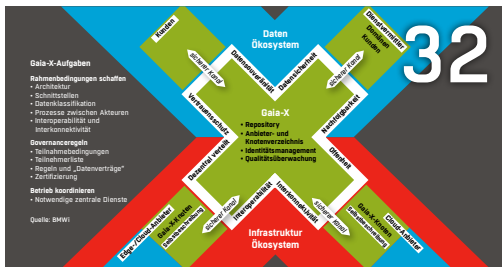 Kunden
Daten
Ökosystem
Dienstvermittler
Domänen
Kunden
32
sicherer Kanal
sicherer Kanal
Gaia-X-Aufgaben
Rahmenbedingungen schaffen
• Architektur
• Schnittstellen
• Datenklassifikation
• Prozesse zwischen Akteuren
• Interoperabilität und
Interkonnektivität
Governanceregeln
• Teilnahmebedingungen
• Teilnehmerliste
• Regeln und „Datenverträge"
• Zertifizierung
Betrieb koordinieren
• Notwendige zentrale Dienste
Quelle: BMWi
Datensouveränität
Datensicherheit
Vertrauensschutz
Nachfolgbarkeit
Gaia-X
• Repository
• Anbieter- und
Knotenverzeichnis
• Identitätsmanagement
• Qualitätsüberwachung
Dezentral verteilt
Offenheit
Interoperabilität
Interkonnektivität
sicherer Kanal
sicherer Kanal
Edge-/Cloud-Anbieter
Gaia-X-Knoten
Selbstbeschreibung
Infrastruktur
Ökosystem
Cloud-Anbieter
Gaia-X-Knoten
Selbstbeschreibung